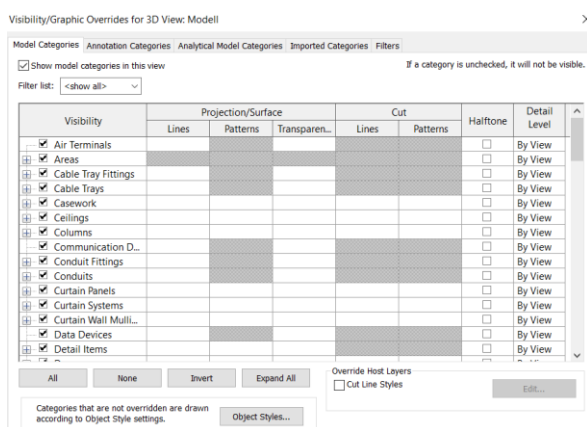 Visibility/Graphic Overrides for 3D View: Modell
Model Categories Annotation Categories Analytical Model Categories Imported Categories Filters
Show model categories in this view
If a category is unchecked, it will not be visible.
Filter list: <show all>
Visibility Projection/Surface Cut Halftone Detail Level
Lines Patterns Transparen... Lines Patterns
Air Terminals By View
Areas By View
Cable Tray Fittings By View
Cable Trays By View
Casework By View
Ceilings By View
Columns By View
Communication D... By View
Conduit Fittings By View
Conduits By View
Curtain Panels By View
Curtain Systems By View
Curtain Wall Mulli... By View
Data Devices By View
Detail Items By View
All None Invert Expand All
Override Host Layers
Cut Line Styles Edit...
Categories that are not overridden are drawn
according to Object Style settings.
Object Styles...